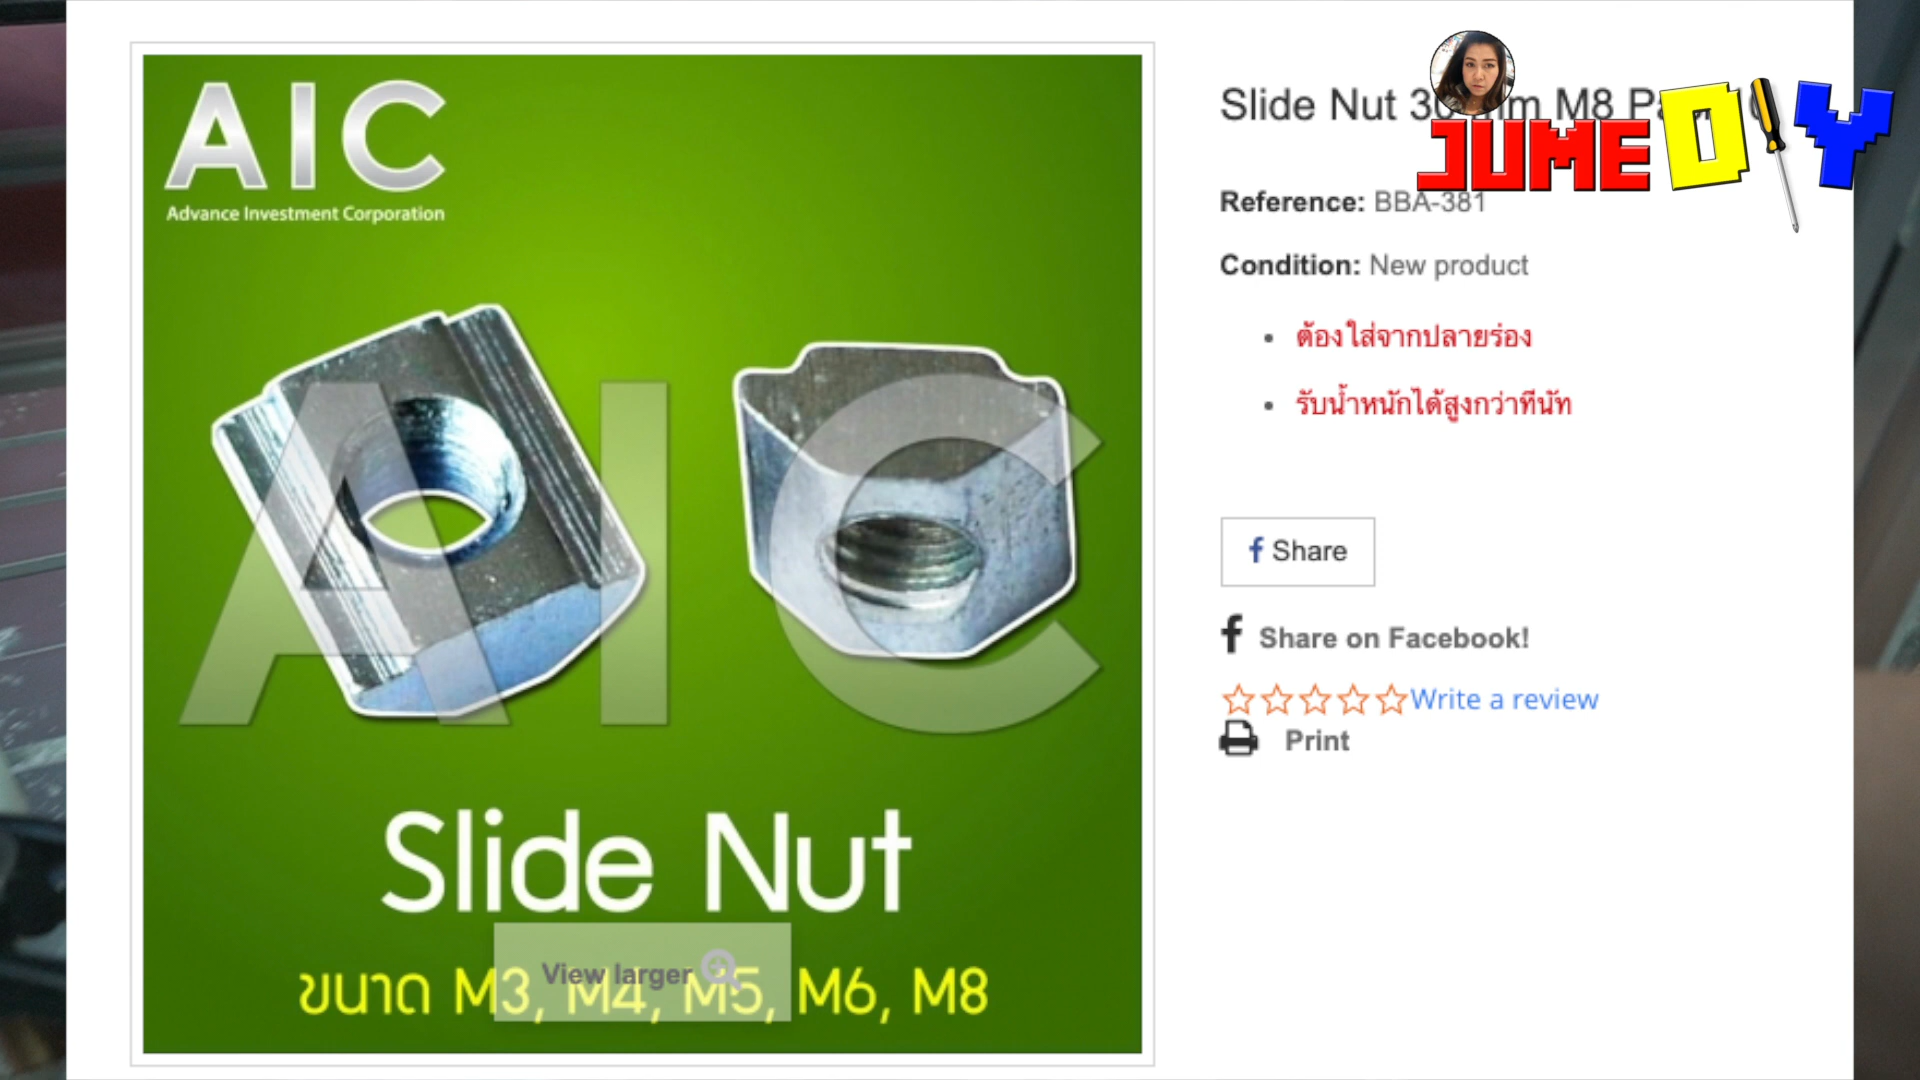 AIC
Advance Investment Corporation
Slide Nut
ขนาด M3, M4, M5, M6, M8
View larger
Slide Nut M8
JUME DIY
Reference: BBA-381
Condition: New product
ต้องใส่จากปลายร่อง
รับน้ำหนักได้สูงกว่าทีนัท
f Share
f Share on Facebook!
Write a review
Print
AIC